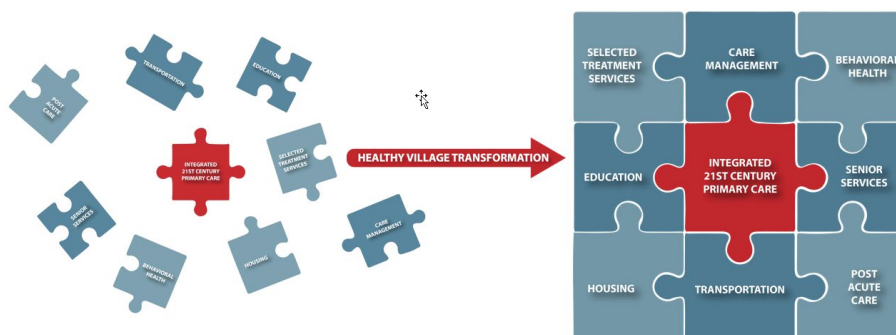 POST
ACUTE
CARE
TRANSPORTATION
EDUCATION
INTEGRATED
21ST CENTURY
PRIMARY CARE
SELECTED
TREATMENT
SERVICES
SENIOR
SERVICES
BEHAVIORAL
HEALTH
HOUSING
CARE
MANAGEMENT
HEALTHY VILLAGE TRANSFORMATION
SELECTED
TREATMENT
SERVICES
CARE
MANAGEMENT
BEHAVIORAL
HEALTH
EDUCATION
INTEGRATED
21ST CENTURY
PRIMARY CARE
SENIOR
SERVICES
HOUSING
TRANSPORTATION
POST
ACUTE
CARE